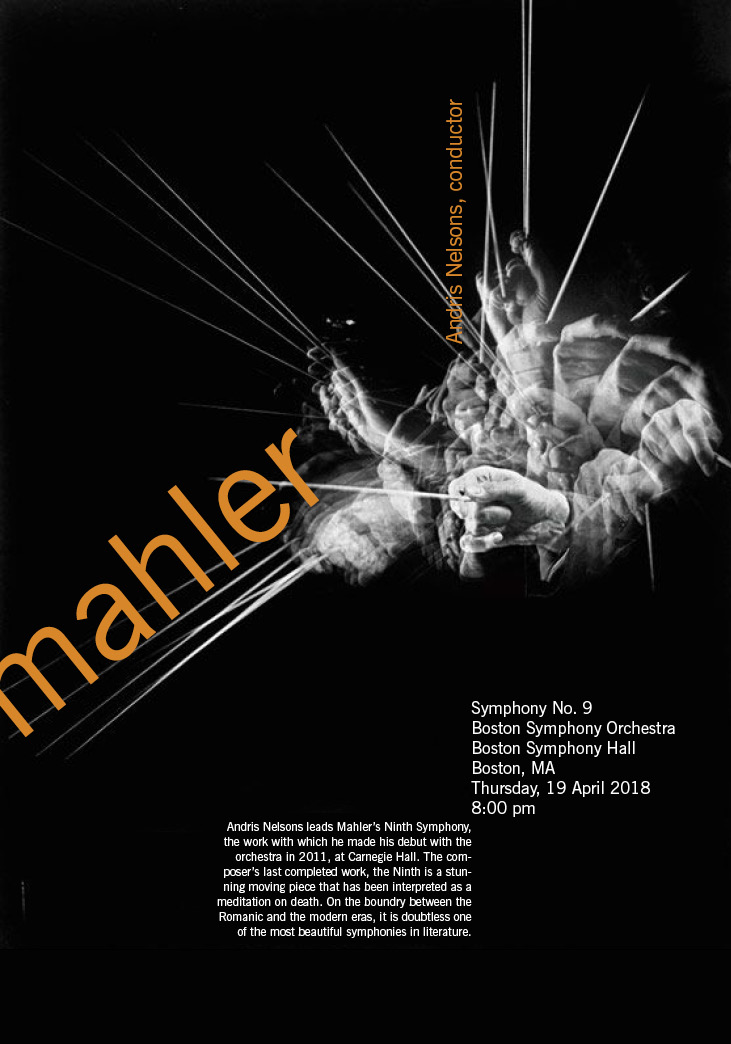 Andris Nelsons, conductor
mahler
Symphony No. 9
Boston Symphony Orchestra
Boston Symphony Hall
Boston, MA
Thursday, 19 April 2018
8:00 pm
Andris Nelsons leads Mahler's Ninth Symphony,
the work with which he made his debut with the
orchestra in 2011, at Carnegie Hall. The com-
poser's last completed work, the Ninth is a stun-
ning moving piece that has been interpreted as a
meditation on death. On the boundry between the
Romanic and the modern eras, it is doubtless one
of the most beautiful symphonies in literature.